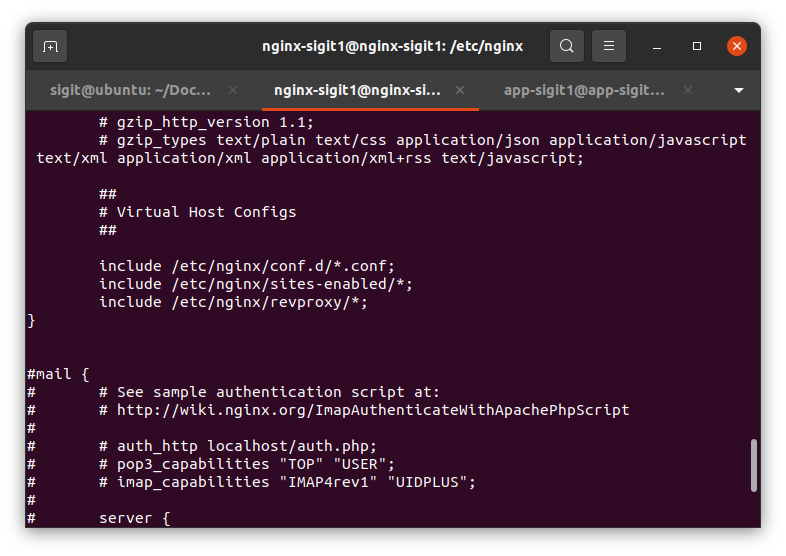 nginx-sigit1@nginx-sigit1: /etc/nginx
sigit@ubuntu: ~/Doc...
nginx-sigit1@nginx-si...
app-sigit1@app-sigit...
        # gzip_http_version 1.1;
        # gzip_types text/plain text/css application/json application/javascript
 text/xml application/xml application/xml+rss text/javascript;
        ##
        # Virtual Host Configs
        ##
        include /etc/nginx/conf.d/*.conf;
        include /etc/nginx/sites-enabled/*;
        include /etc/nginx/revproxy/*;
}
#mail {
#       # See sample authentication script at:
#       # http://wiki.nginx.org/ImapAuthenticateWithApachePhpScript
#
#       # auth_http localhost/auth.php;
#       # pop3_capabilities "TOP" "USER";
#       # imap_capabilities "IMAP4rev1" "UIDPLUS";
#
#       server {